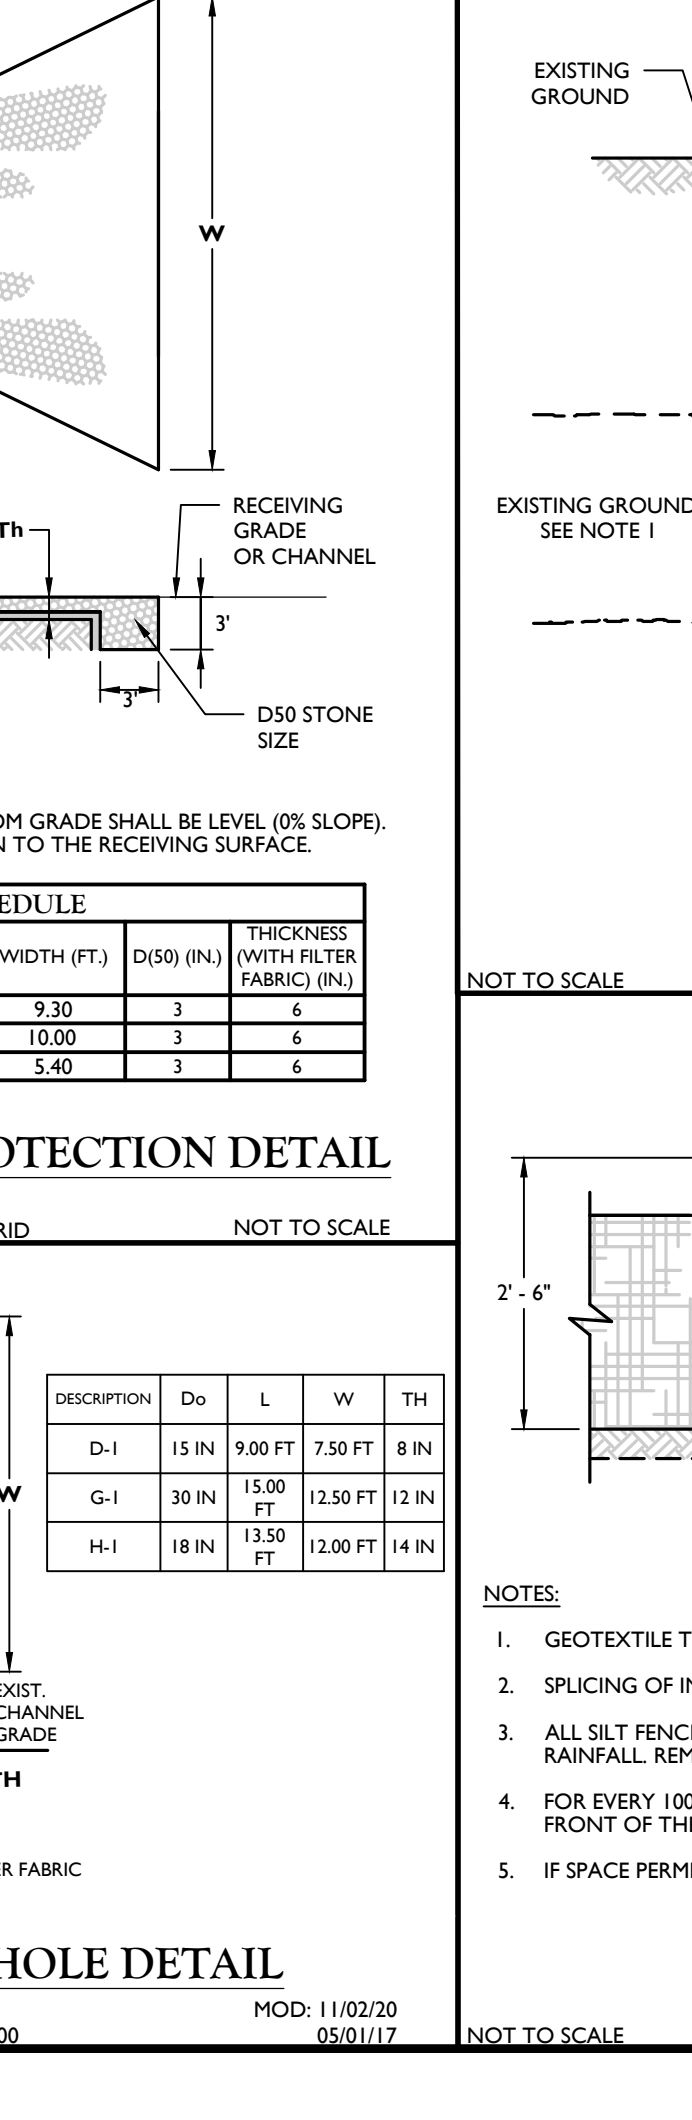 W
Th
RECEIVING
GRADE
OR CHANNEL
3'
3'
D50 STONE
SIZE
OM GRADE SHALL BE LEVEL (0% SLOPE).
N TO THE RECEIVING SURFACE.
EDULE
WIDTH (FT.) D(50) (IN.) THICKNESS
(WITH FILTER
FABRIC) (IN.)
9.30 3 6
10.00 3 6
5.40 3 6
OTECTION DETAIL
RID NOT TO SCALE
W
DESCRIPTION Do L W TH
D-1 15 IN 9.00 FT 7.50 FT 8 IN
G-1 30 IN 15.00
FT 12.50 FT 12 IN
H-1 18 IN 13.50
FT 12.00 FT 14 IN
EXIST.
CHANNEL
GRADE
TH
ER FABRIC
HOLE DETAIL
MOD: 11/02/20
00 05/01/17
EXISTING
GROUND
EXISTING GROUND
SEE NOTE 1
NOT TO SCALE
2' - 6"
NOTES:
1. GEOTEXTILE T
2. SPLICING OF IN
3. ALL SILT FENC
RAINFALL. REM
4. FOR EVERY 100
FRONT OF THE
5. IF SPACE PERMI
NOT TO SCALE